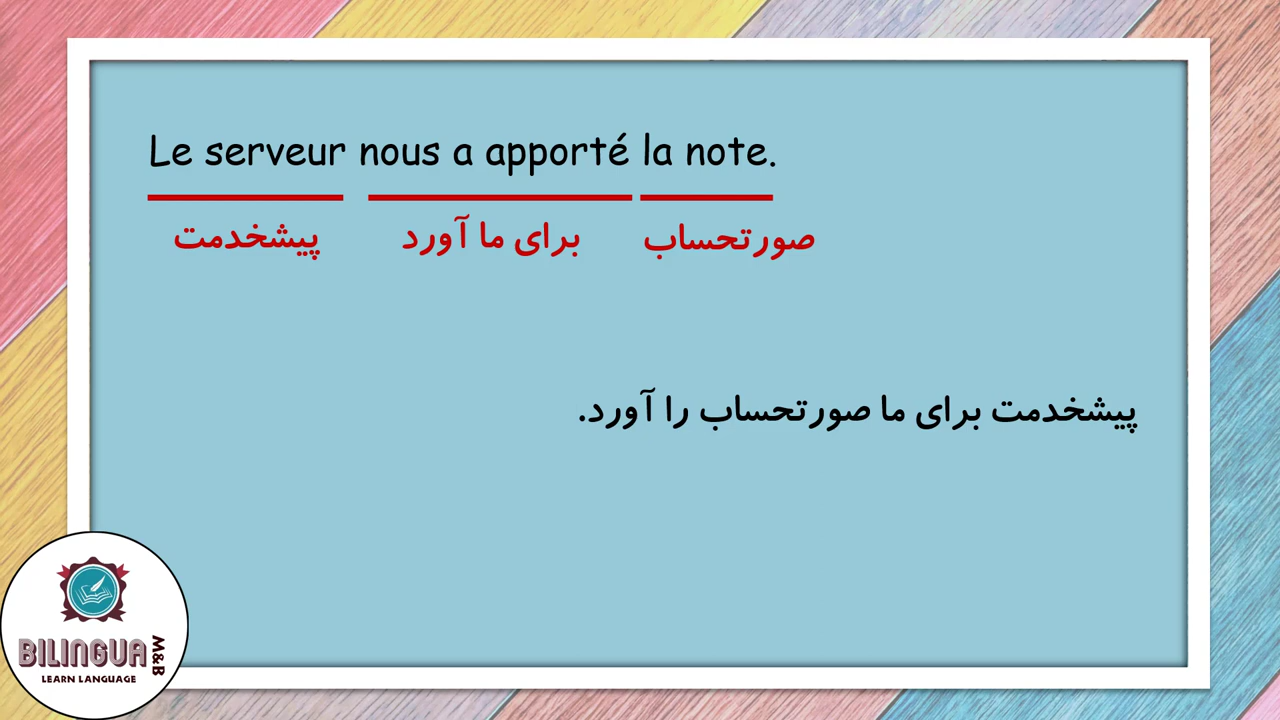 Le serveur nous a apporté la note.
پیشخدمت برای ما آورد صورتحساب
پیشخدمت برای ما صورتحساب را آورد.
BILINGUA M&B
LEARN LANGUAGE